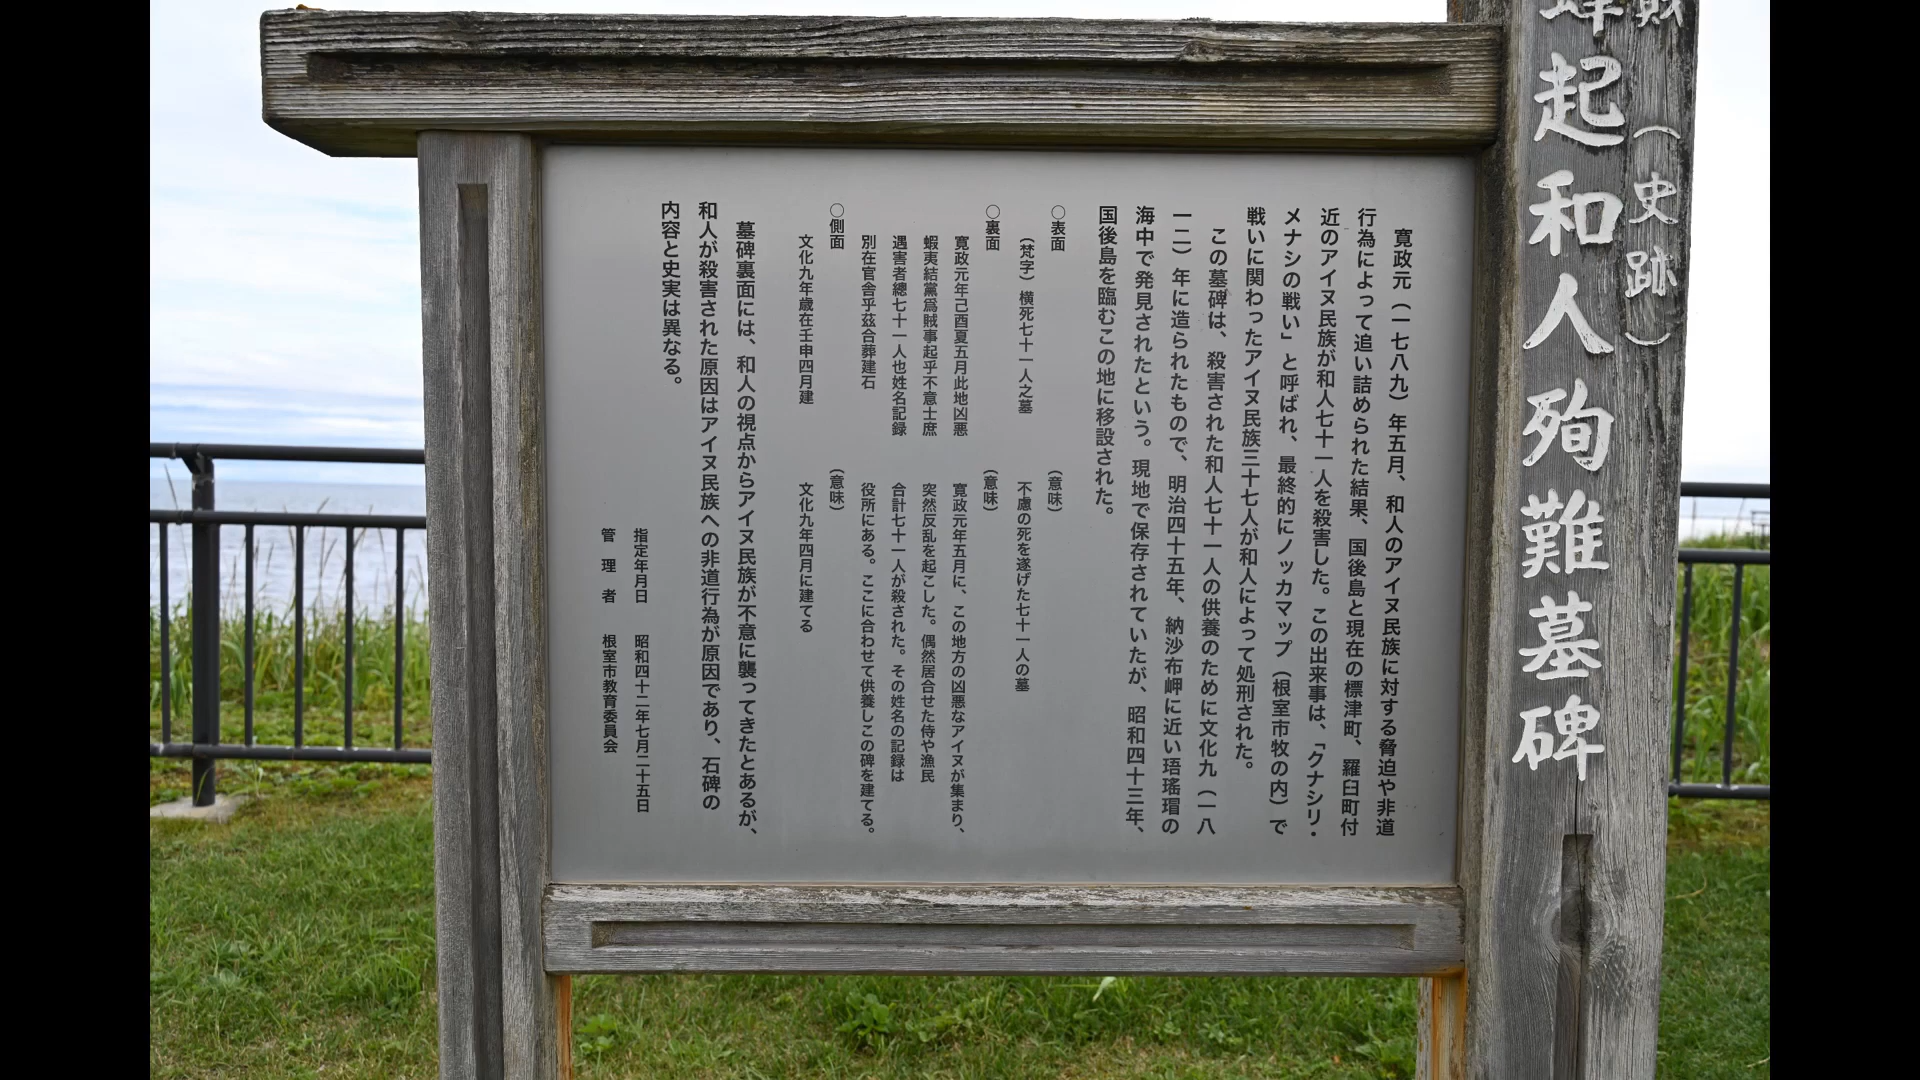 （史跡）
起和人殉難墓碑
寛政元（一七八九）年五月、和人のアイヌ民族に対する脅迫や非道
行為によって追い詰められた結果、国後島と現在の標津町、羅臼町付
近のアイヌ民族が和人七十一人を殺害した。この出来事は、「クナシリ・
メナシの戦い」と呼ばれ、最終的にノッカマップ（根室市牧の内）で
戦いに関わったアイヌ民族三十七人が和人によって処刑された。
この墓碑は、殺害された和人七十一人の供養のために文化九（一八
一二）年に造られたもので、明治四十五年、納沙布岬に近い珸瑤瑁の
海中で発見されたという。現地で保存されていたが、昭和四十三年、
国後島を臨むこの地に移設された。
○表面
（梵字）横死七十一人之墓
（意味）
不慮の死を遂げた七十一人の墓
○裏面
寛政元年己酉夏五月此地凶悪
蝦夷結黨爲賊事起乎不意士庶
遇害者總七十一人也姓名記録
別在官舎乎茲合葬建石
（意味）
寛政元年五月に、この地方の凶悪なアイヌが集まり、
突然反乱を起こした。偶然居合せた侍や漁民
合計七十一人が殺された。その姓名の記録は
役所にある。ここに合わせて供養しこの碑を建てる。
○側面
文化九年歳在壬申四月建
（意味）
文化九年四月に建てる
墓碑裏面には、和人の視点からアイヌ民族が不意に襲ってきたとあるが、
和人が殺害された原因はアイヌ民族への非道行為が原因であり、石碑の
内容と史実は異なる。
指定年月日 昭和四十二年七月二十五日
管理者 根室市教育委員会